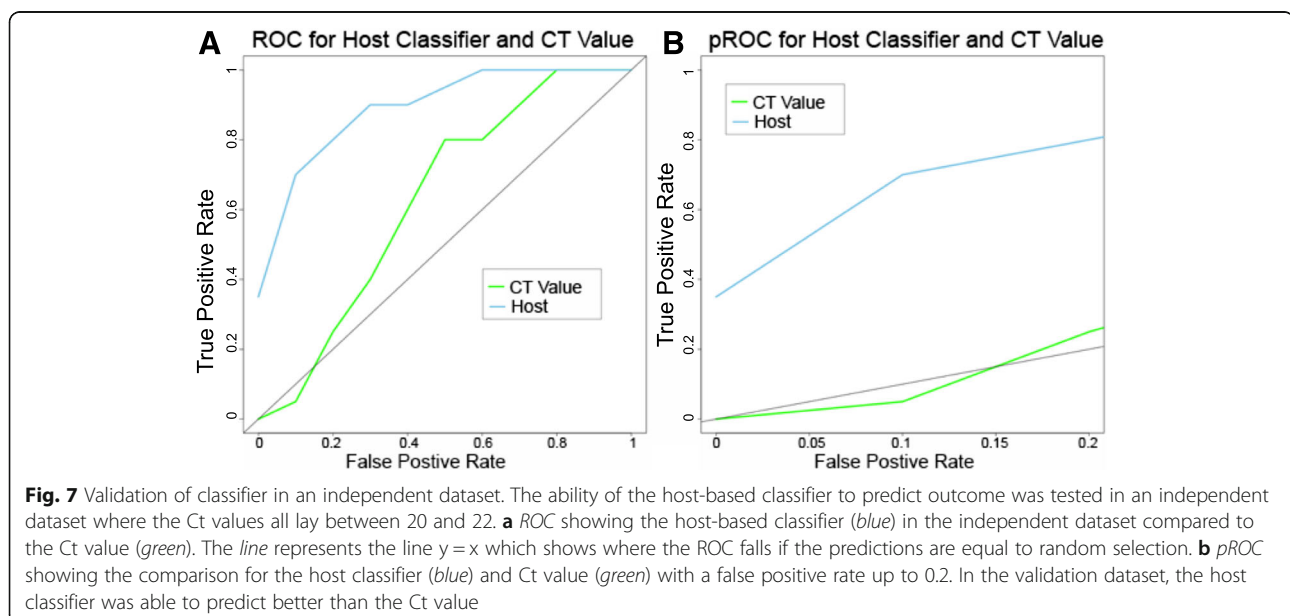 A ROC for Host Classifier and CT Value
True Positive Rate
1
0.8
0.6
0.4
0.2
0
CT Value
Host
0 0.2 0.4 0.6 0.8 1
False Postive Rate
B pROC for Host Classifier and CT Value
True Positive Rate
1
0.8
0.6
0.4
0.2
0
CT Value
Host
0 0.05 0.1 0.15 0.2
False Postive Rate
Fig. 7 Validation of classifier in an independent dataset. The ability of the host-based classifier to predict outcome was tested in an independent
dataset where the Ct values all lay between 20 and 22. a ROC showing the host-based classifier (blue) in the independent dataset compared to
the Ct value (green). The line represents the line y = x which shows where the ROC falls if the predictions are equal to random selection. b pROC
showing the comparison for the host classifier (blue) and Ct value (green) with a false positive rate up to 0.2. In the validation dataset, the host
classifier was able to predict better than the Ct value